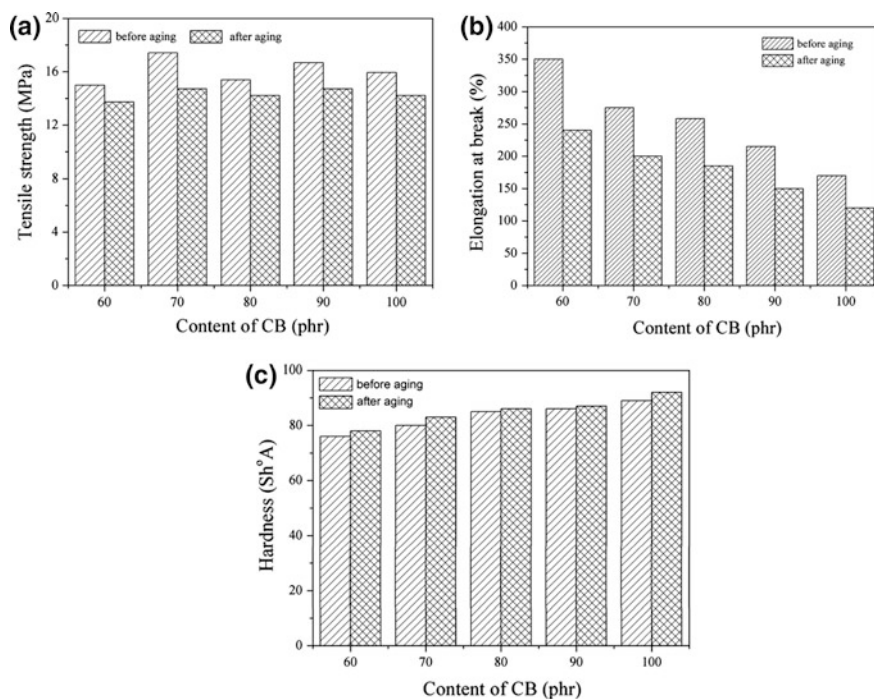 (a)
before aging after aging
Tensile strength (MPa)
20
16
12
8
4
0
60 70 80 90 100
Content of CB (phr)
(b)
before aging
after aging
Elongation at break (%)
400
350
300
250
200
150
100
50
0
60 70 80 90 100
Content of CB (phr)
(c)
before aging
after aging
Hardness (Sh°A)
100
80
60
40
20
0
60 70 80 90 100
Content of CB (phr)